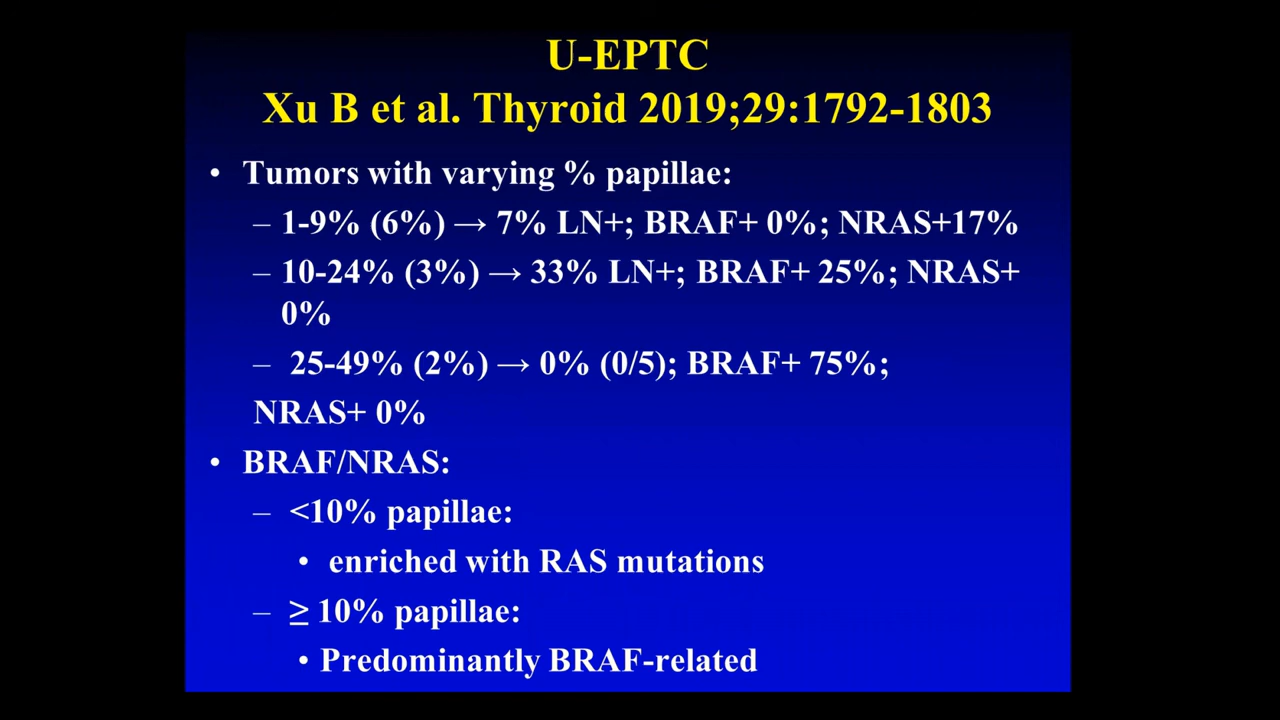 U-EPTC
Xu B et al. Thyroid 2019;29:1792-1803
• Tumors with varying % papillae:
– 1-9% (6%) → 7% LN+; BRAF+ 0%; NRAS+17%
– 10-24% (3%) → 33% LN+; BRAF+ 25%; NRAS+
0%
– 25-49% (2%) → 0% (0/5); BRAF+ 75%;
NRAS+ 0%
• BRAF/NRAS:
– <10% papillae:
• enriched with RAS mutations
– ≥ 10% papillae:
• Predominantly BRAF-related